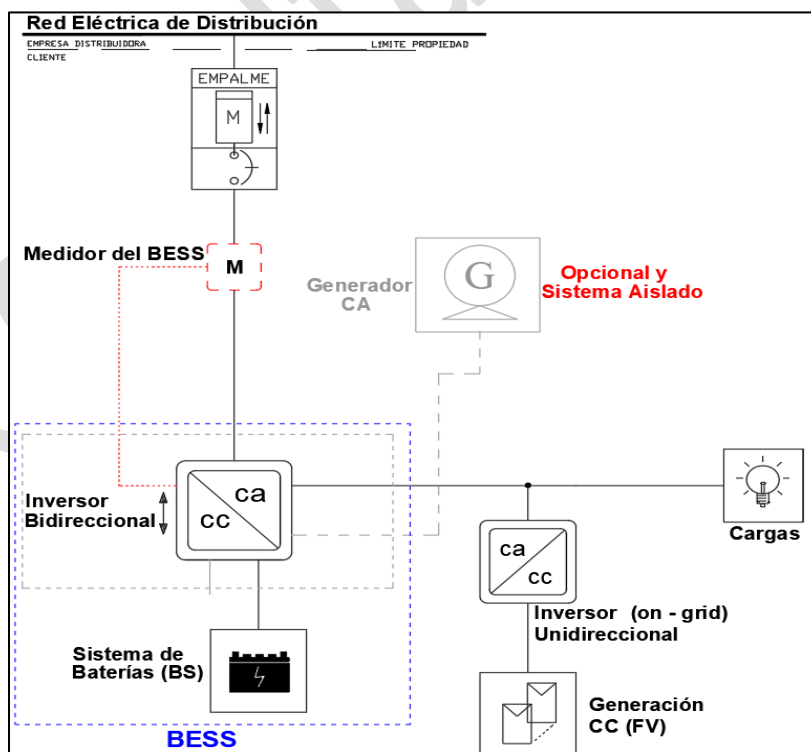 Red Eléctrica de Distribución
EMPRESA DISTRIBUIDORA
LIMITE PROPIEDAD
CLIENTE
EMPALME
M
Medidor del BESS
M
Generador
CA
G
Opcional y
Sistema Aislado
Inversor
Bidireccional
ca
cc
Cargas
ca
cc
Inversor (on - grid)
Unidireccional
Sistema de
Baterías (BS)
Generación
CC (FV)
BESS